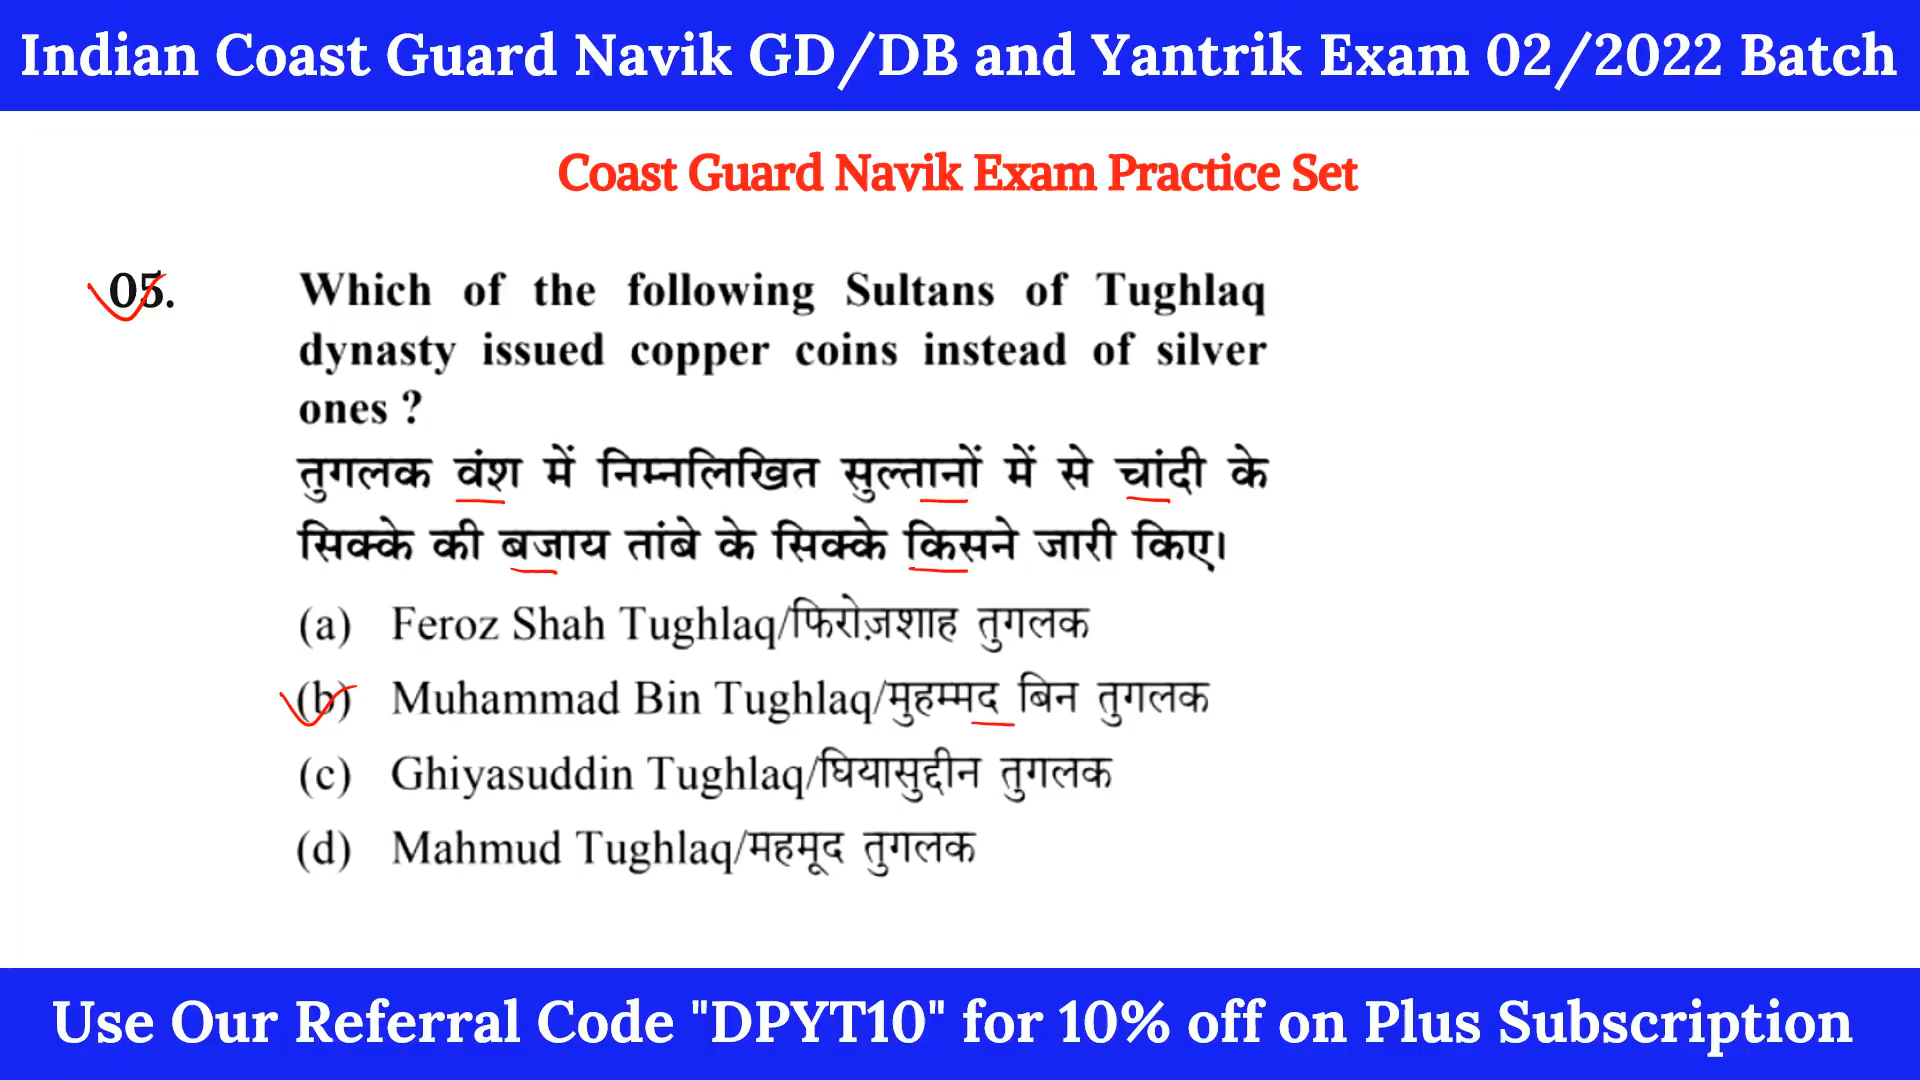 Indian Coast Guard Navik GD/DB and Yantrik Exam 02/2022 Batch
Coast Guard Navik Exam Practice Set
05. Which of the following Sultans of Tughlaq
dynasty issued copper coins instead of silver
ones ?
तुगलक वंश में निम्नलिखित सुल्तानों में से चांदी के
सिक्के की बजाय तांबे के सिक्के किसने जारी किए।
(a) Feroz Shah Tughlaq/फिरोज़शाह तुगलक
(b) Muhammad Bin Tughlaq/मुहम्मद बिन तुगलक
(c) Ghiyasuddin Tughlaq/घियासुद्दीन तुगलक
(d) Mahmud Tughlaq/महमूद तुगलक
Use Our Referral Code "DPYT10" for 10% off on Plus Subscription